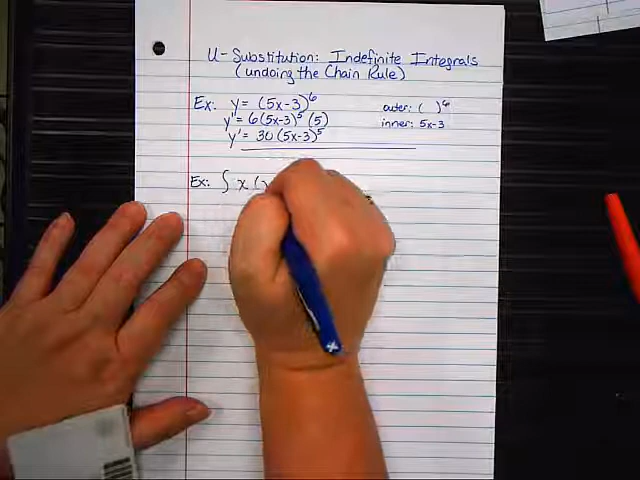 U-Substitution: Indefinite Integrals
(undoing the Chain Rule)
Ex: y = (5x-3)⁶
outer: ( )⁶
y' = 6(5x-3)⁵ (5)
inner: 5x-3
y' = 30(5x-3)⁵
Ex: ∫ x (